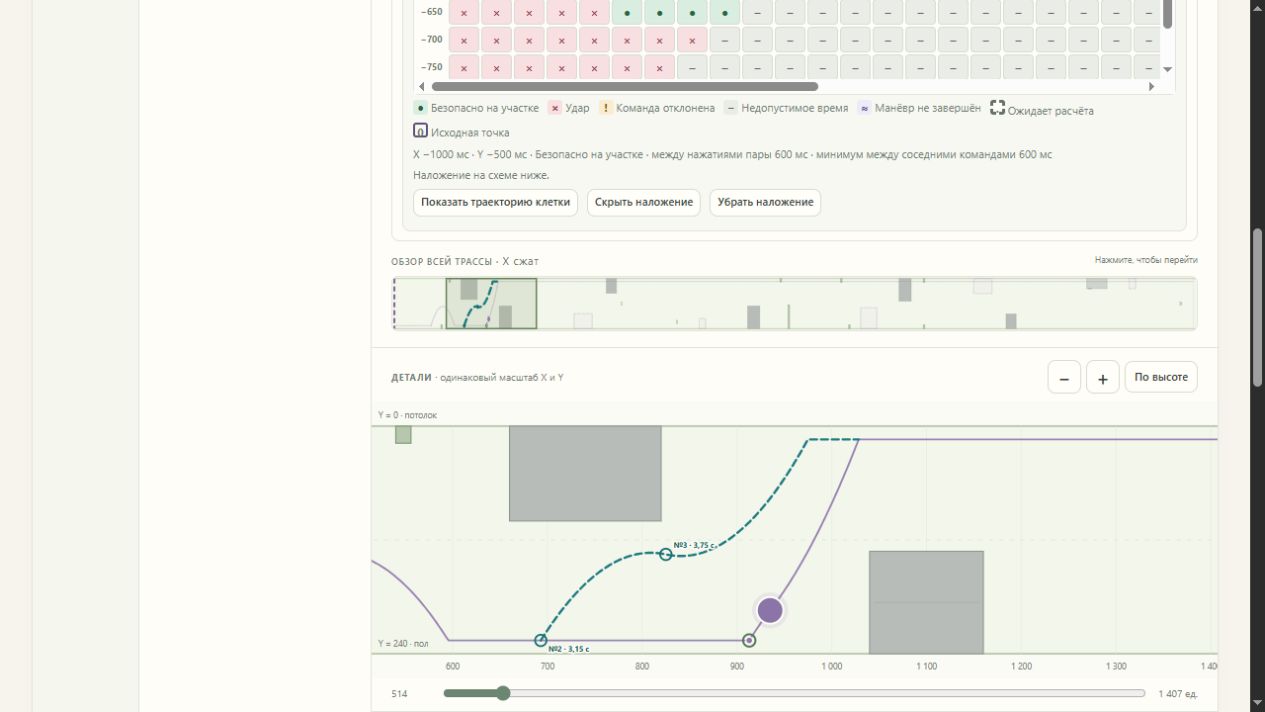 −650 × × × × × ● ● ● ● – – – – – – – – – – – – –
−700 × × × × × × × × – – – – – – – – – – – – – –
−750 × × × × × × × – – – – – – – – – – – – – – –
● Безопасно на участке × Удар ! Команда отклонена – Недопустимое время ≈ Манёвр не завершён Ожидает расчёта
0 Исходная точка
X −1000 мс · Y −500 мс · Безопасно на участке · между нажатиями пары 600 мс · минимум между соседними командами 600 мс
Наложение на схеме ниже.
Показать траекторию клетки Скрыть наложение Убрать наложение
ОБЗОР ВСЕЙ ТРАССЫ · X сжат Нажмите, чтобы перейти
ДЕТАЛИ · одинаковый масштаб X и Y − + По высоте
Y = 0 · потолок
№3 · 3,75 с
Y = 240 · пол
№2 · 3,15 с
600 700 800 900 1 000 1 100 1 200 1 300 1 40
514 1 407 ед.